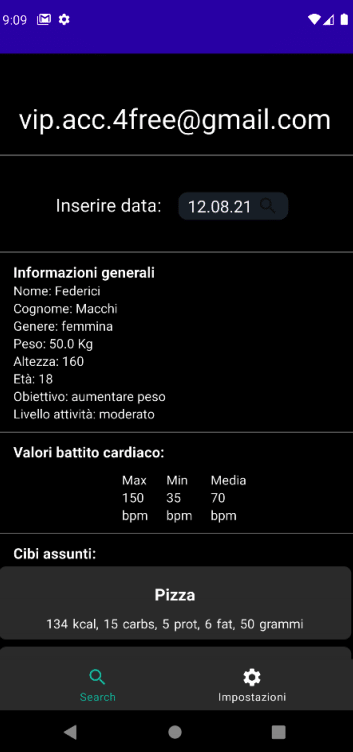 9:09
vip.acc.4free@gmail.com
Inserire data: 12.08.21
Informazioni generali
Nome: Federici
Cognome: Macchi
Genere: femmina
Peso: 50.0 Kg
Altezza: 160
Età: 18
Obiettivo: aumentare peso
Livello attività: moderato
Valori battito cardiaco:
Max Min Media
150 35 70
bpm bpm bpm
Cibi assunti:
Pizza
134 kcal, 15 carbs, 5 prot, 6 fat, 50 grammi
Search Impostazioni